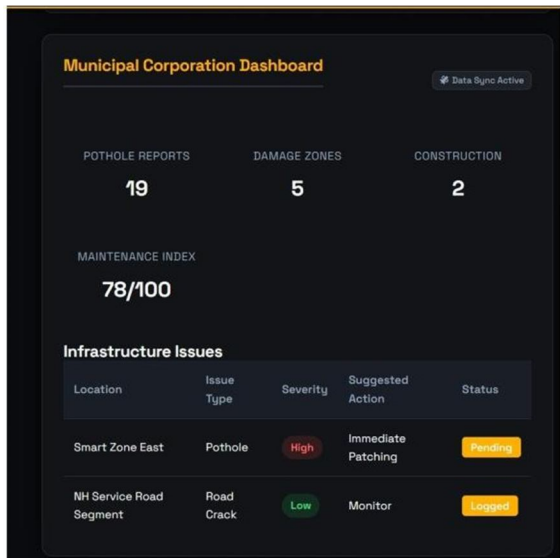 Municipal Corporation Dashboard
Data Sync Active
POTHOLE REPORTS DAMAGE ZONES CONSTRUCTION
19 5 2
MAINTENANCE INDEX
78/100
Infrastructure Issues
Location Issue Type Severity Suggested Action Status
Smart Zone East Pothole High Immediate Patching Pending
NH Service Road Segment Road Crack Low Monitor Logged